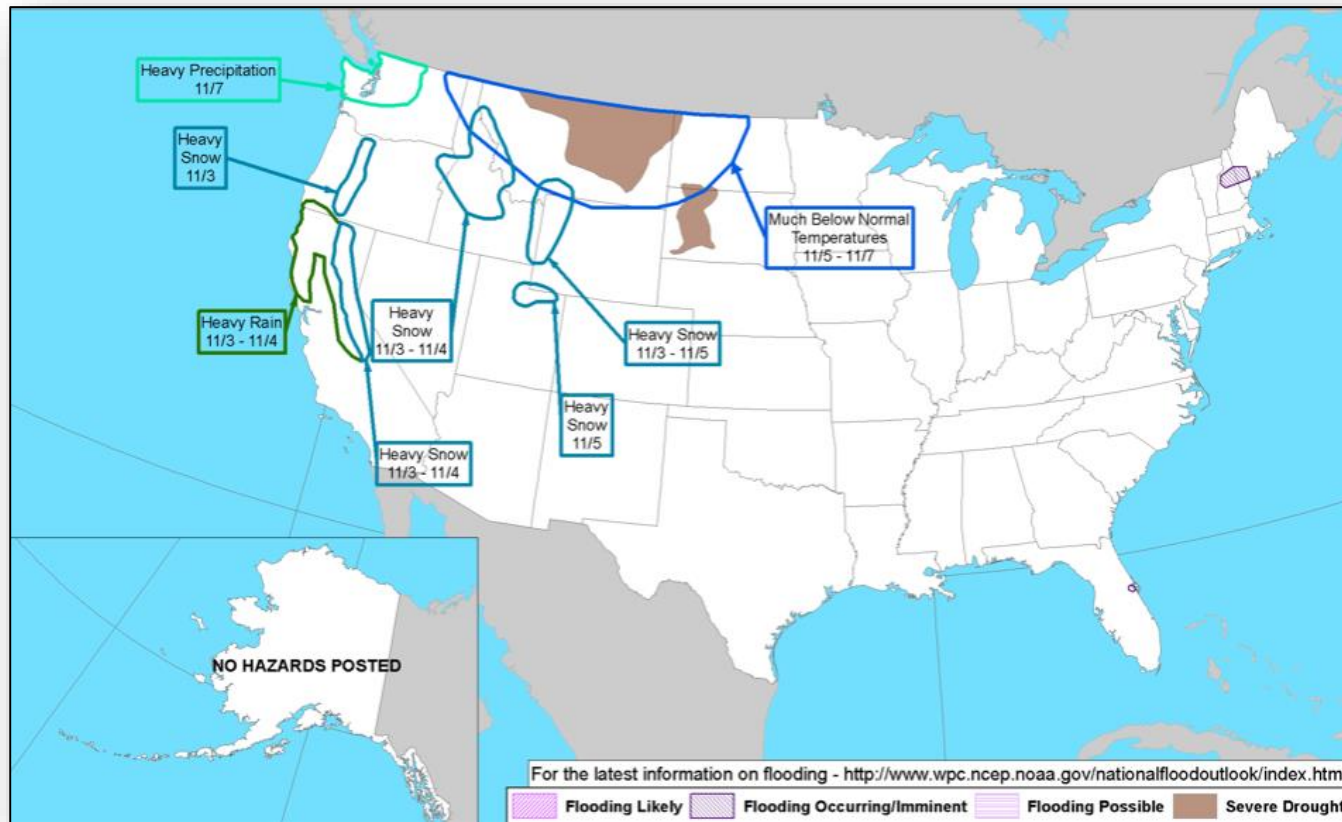 Heavy Precipitation
11/7
Heavy
Snow
11/3
Much Below Normal
Temperatures
11/5 - 11/7
Heavy Rain
11/3 - 11/4
Heavy
Snow
11/3 - 11/4
Heavy Snow
11/3 - 11/5
Heavy
Snow
11/5
Heavy Snow
11/3 - 11/4
NO HAZARDS POSTED
For the latest information on flooding - http://www.wpc.ncep.noaa.gov/nationalfloodoutlook/index.htm
Flooding Likely Flooding Occurring/Imminent Flooding Possible Severe Drought